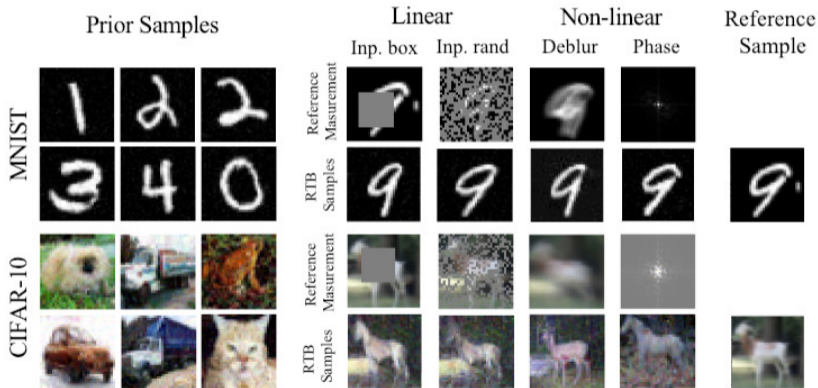 Prior Samples
Linear
Non-linear
Reference
Sample
Inp. box
Inp. rand
Deblur
Phase
MNIST
Reference
Masurement
RTB
Samples
CIFAR-10
Reference
Masurement
RTB
Samples